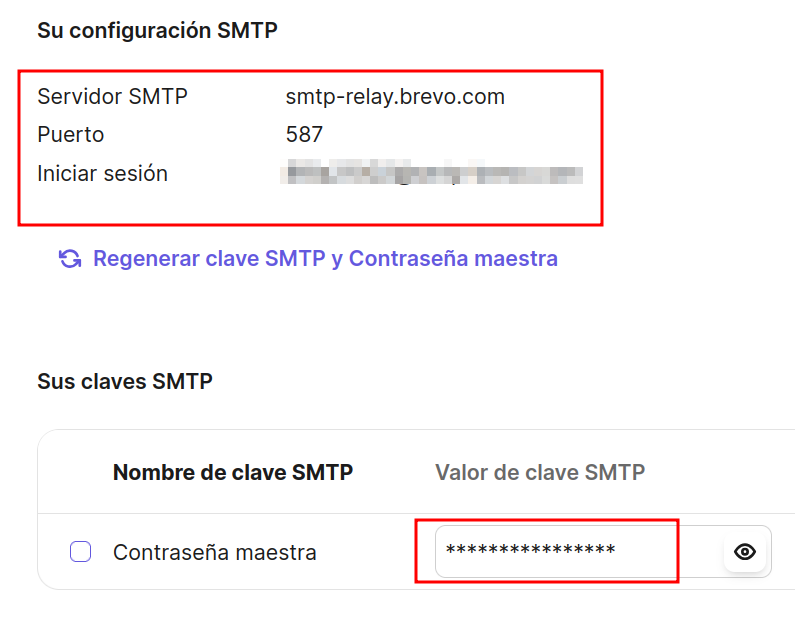 Su configuración SMTP
Servidor SMTP smtp-relay.brevo.com
Puerto 587
Iniciar sesión
Regenerar clave SMTP y Contraseña maestra
Sus claves SMTP
Nombre de clave SMTP Valor de clave SMTP
Contraseña maestra ****************